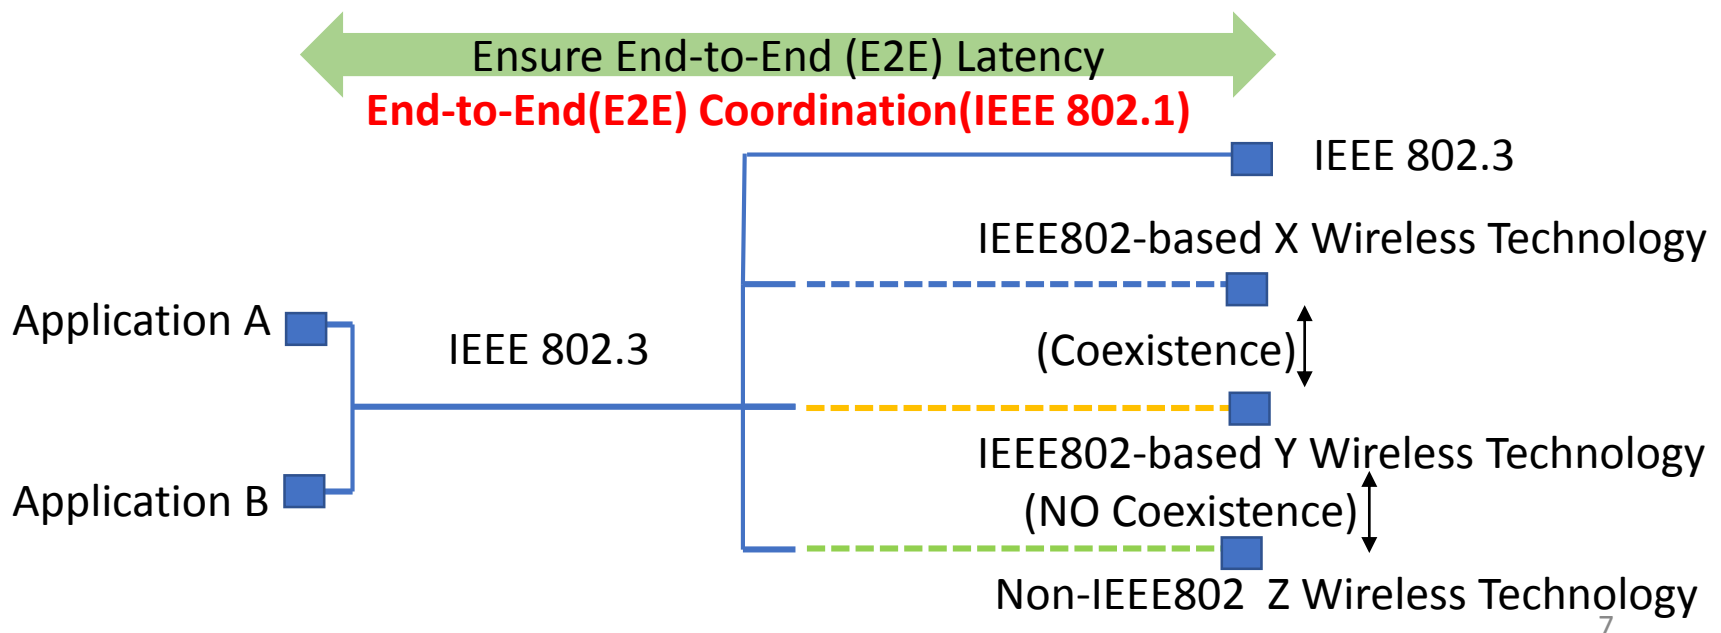 Ensure End-to-End (E2E) Latency
End-to-End(E2E) Coordination(IEEE 802.1)
IEEE 802.3
IEEE802-based X Wireless Technology
Application A
IEEE 802.3
(Coexistence)
IEEE802-based Y Wireless Technology
Application B
(NO Coexistence)
Non-IEEE802 Z Wireless Technology
7